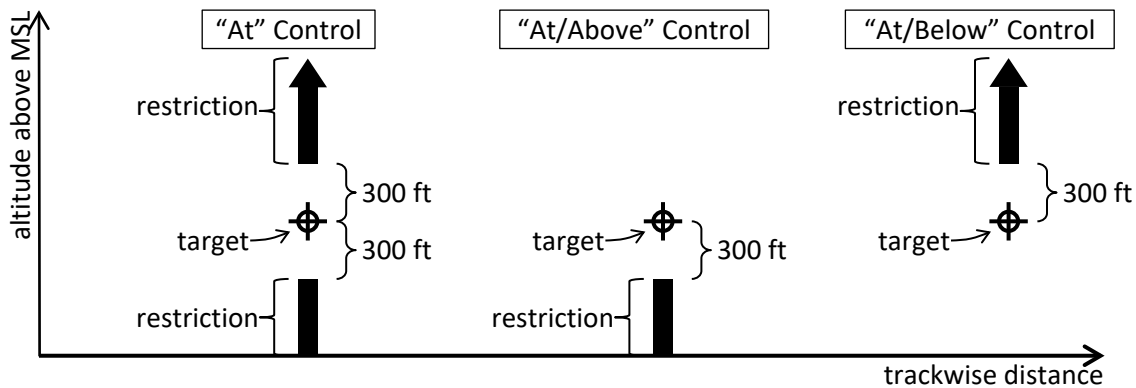 altitude above MSL
“At” Control
“At/Above” Control
“At/Below” Control
restriction
restriction
300 ft
300 ft
target
300 ft
target
300 ft
target
restriction
restriction
trackwise distance